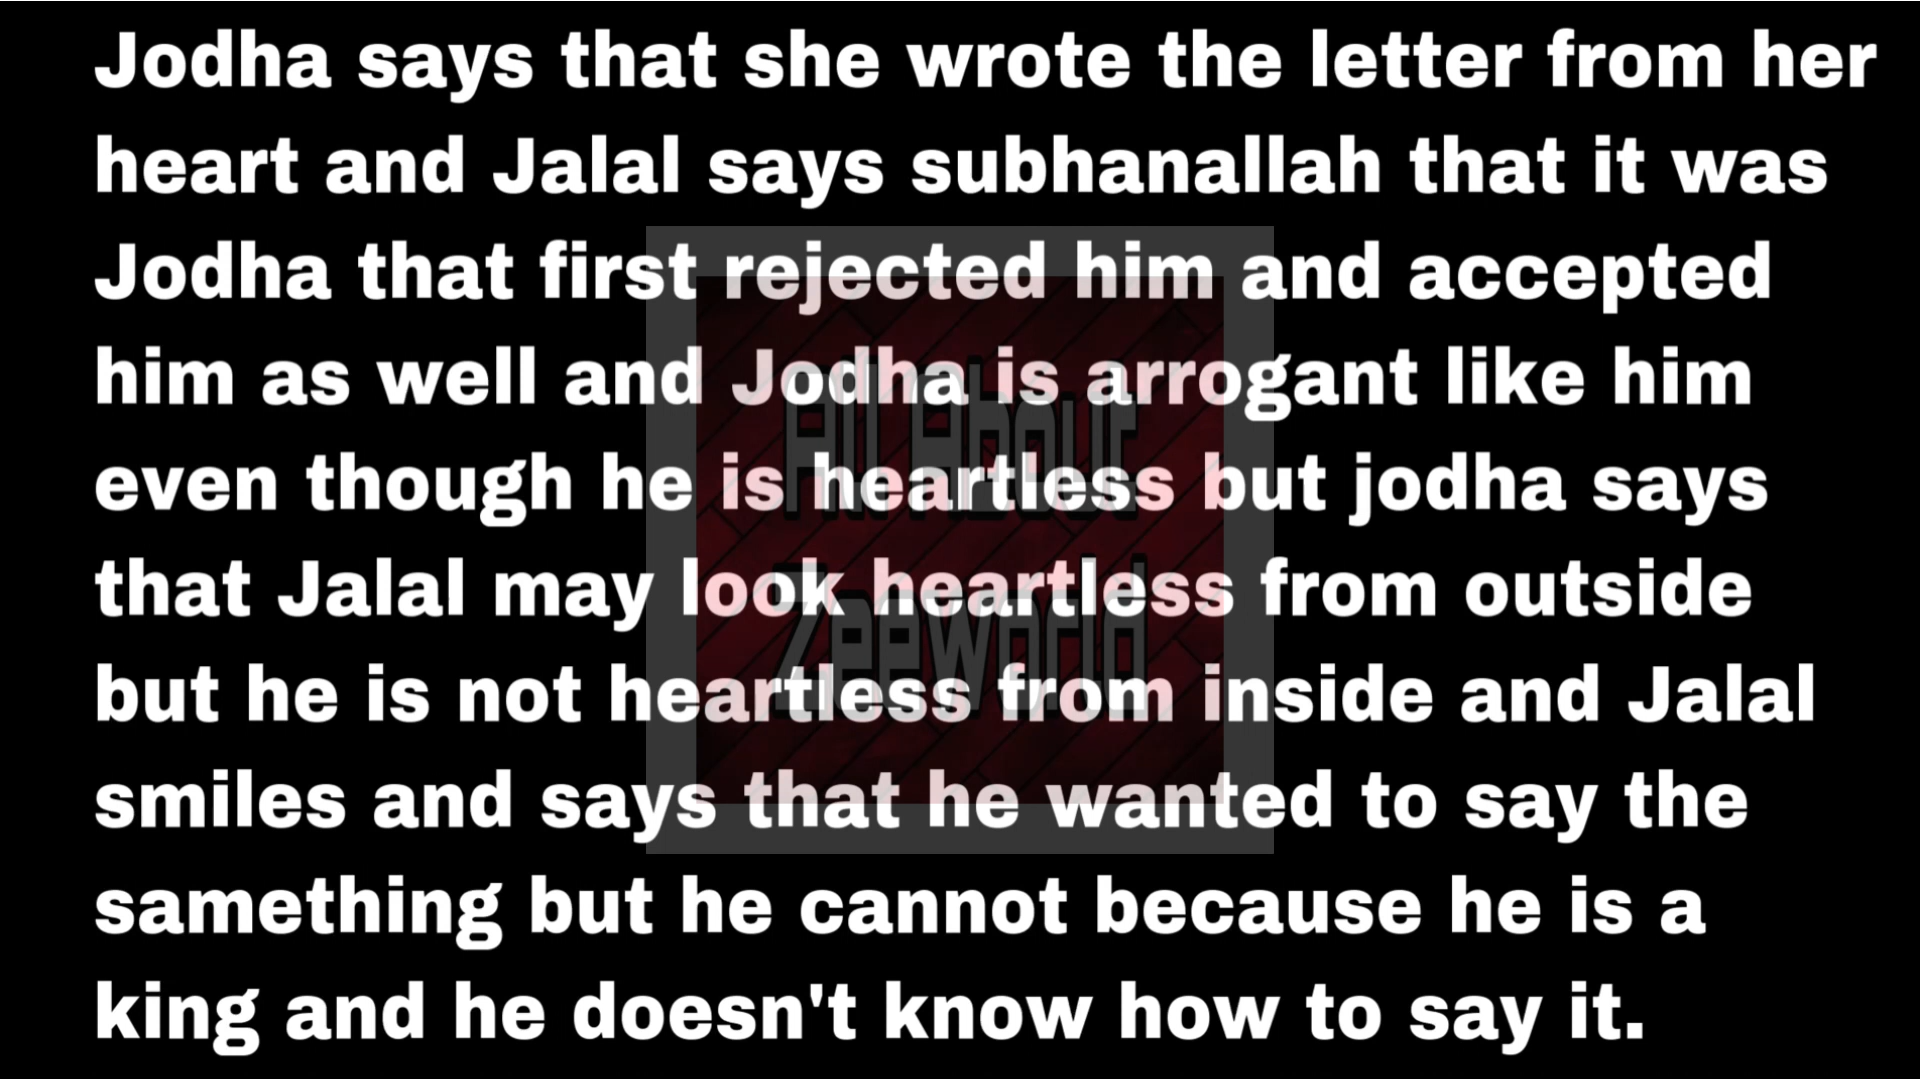 Jodha says that she wrote the letter from her
heart and Jalal says subhanallah that it was
Jodha that first rejected him and accepted
him as well and Jodha is arrogant like him
even though he is heartless but jodha says
that Jalal may look heartless from outside
but he is not heartless from inside and Jalal
smiles and says that he wanted to say the
samething but he cannot because he is a
king and he doesn't know how to say it.
All About
Zeeworld